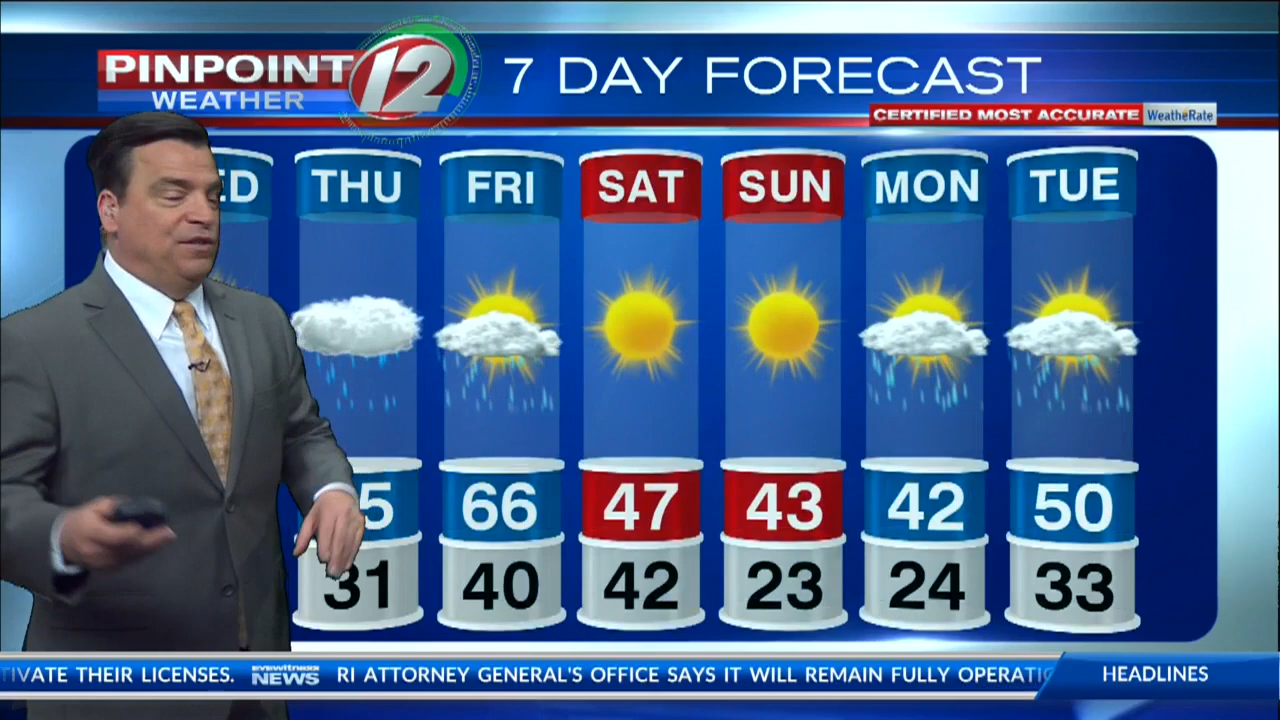 PINPOINT 12
WEATHER
7 DAY FORECAST
CERTIFIED MOST ACCURATE WeatheRate
THU FRI SAT SUN MON TUE
66 47 43 42 50
31 40 42 23 24 33
THEIR LICENSES. EYEWITNESS NEWS RI ATTORNEY GENERAL'S OFFICE SAYS IT WILL REMAIN FULLY
HEADLINES